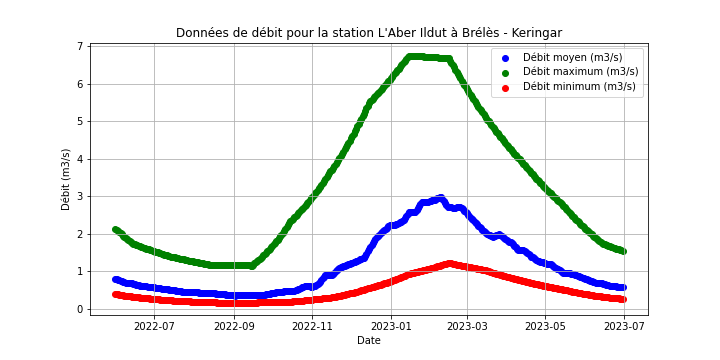 Données de débit pour la station L'Aber Ildut à Brélès - Keringar
Débit moyen (m3/s)
Débit maximum (m3/s)
Débit minimum (m3/s)
Débit (m3/s)
7
6
5
4
3
2
1
0
2022-07
2022-09
2022-11
2023-01
2023-03
2023-05
2023-07
Date